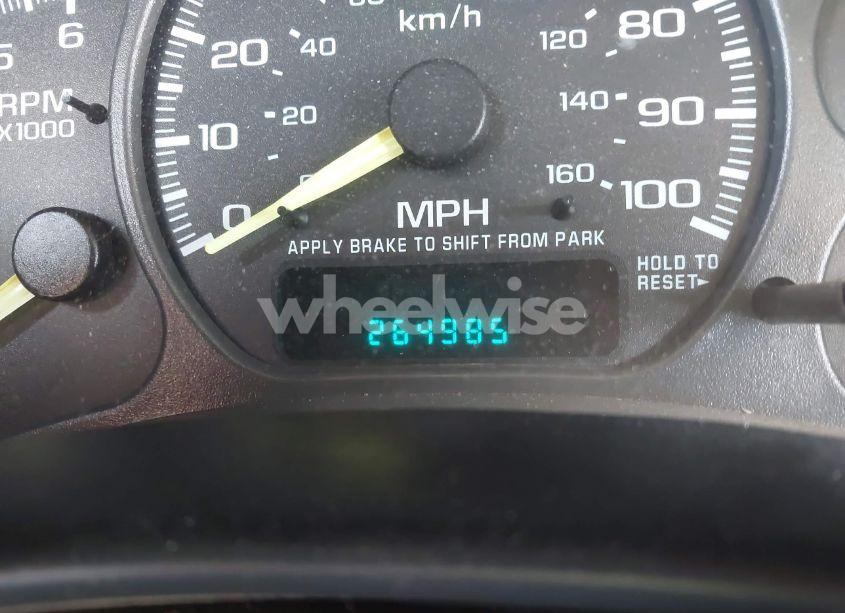 6
5
RPM
X1000
km/h
80
20
40
120
10
20
140
90
0
160
100
MPH
APPLY BRAKE TO SHIFT FROM PARK
HOLD TO
RESET
wheelwise
264985